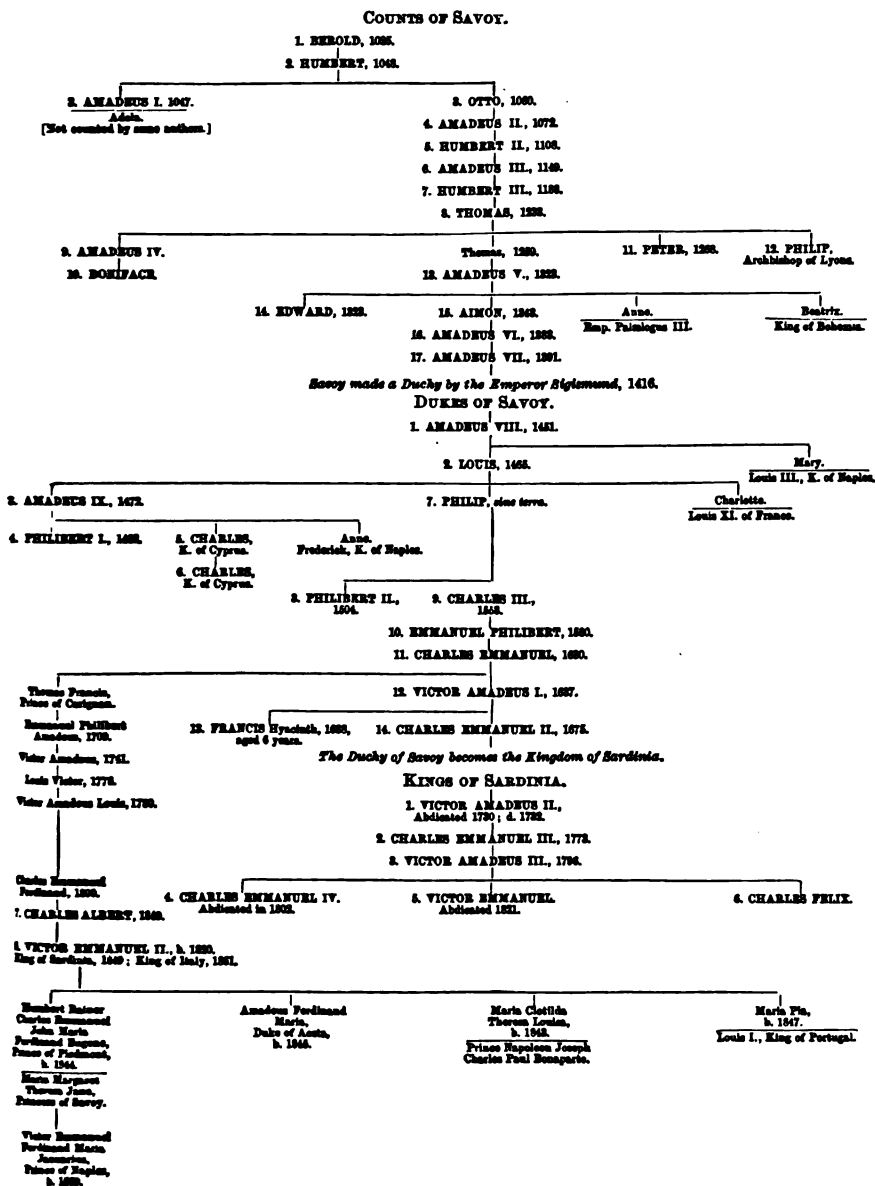 COUNTS OF SAVOY.
1. BEROLD, 1025.
2. HUMBERT, 1048.
3. AMADEUS I. 1047.
Adela.
[Not counted by some authors.]
3. OTTO, 1060.
4. AMADEUS II., 1072.
5. HUMBERT II., 1108.
6. AMADEUS III., 1149.
7. HUMBERT III., 1188.
8. THOMAS, 1233.
9. AMADEUS IV.
10. BONIFACE.
Thomas, 1259.
11. PETER, 1268.
12. PHILIP,
Archbishop of Lyons.
13. AMADEUS V., 1323.
14. EDWARD, 1329.
15. AIMON, 1343.
Anne.
Emp. Palælogus III.
Beatrix.
King of Bohemia.
16. AMADEUS VI., 1383.
17. AMADEUS VII., 1391.
Savoy made a Duchy by the Emperor Sigismund, 1416.
DUKES OF SAVOY.
1. AMADEUS VIII., 1451.
2. LOUIS, 1465.
Mary.
Louis III., K. of Naples.
3. AMADEUS IX., 1472.
7. PHILIP, sine terra.
Charlotte.
Louis XI. of France.
4. PHILIBERT I., 1482.
5. CHARLES,
K. of Cyprus.
Anne.
Frederick, K. of Naples.
6. CHARLES,
K. of Cyprus.
8. PHILIBERT II.,
1504.
9. CHARLES III.,
1553.
10. EMMANUEL PHILIBERT, 1580.
11. CHARLES EMMANUEL, 1630.
Thomas Francis,
Prince of Carignan.
12. VICTOR AMADEUS I., 1637.
Emmanuel Philibert
Amadeus, 1709.
13. FRANCIS Hyacinth, 1638,
aged 6 years.
14. CHARLES EMMANUEL II., 1675.
Victor Amadeus, 1741.
The Duchy of Savoy becomes the Kingdom of Sardinia.
Louis Victor, 1778.
KINGS OF SARDINIA.
Victor Amadeus Louis, 1780.
1. VICTOR AMADEUS II.,
Abdicated 1730; d. 1732.
2. CHARLES EMMANUEL III., 1773.
3. VICTOR AMADEUS III., 1796.
Charles Emmanuel
Ferdinand, 1800.
4. CHARLES EMMANUEL IV.
Abdicated in 1802.
5. VICTOR EMMANUEL.
Abdicated 1821.
6. CHARLES FELIX.
7. CHARLES ALBERT, 1849.
8. VICTOR EMMANUEL II., b. 1820.
King of Sardinia, 1849; King of Italy, 1861.
Humbert Rainer
Charles Emmanuel
John Maria
Ferdinand Eugene,
Prince of Piedmont,
b. 1844.
Maria Margaret
Theresa Jane,
Princess of Savoy.
Amadeus Ferdinand
Maria,
Duke of Aosta,
b. 1845.
Maria Clotilda
Theresa Louisa,
b. 1843.
Prince Napoleon Joseph
Charles Paul Bonaparte.
Maria Pia,
b. 1847.
Louis I., King of Portugal.
Victor Emmanuel
Ferdinand Maria
Januarius,
Prince of Naples,
b. 1869.